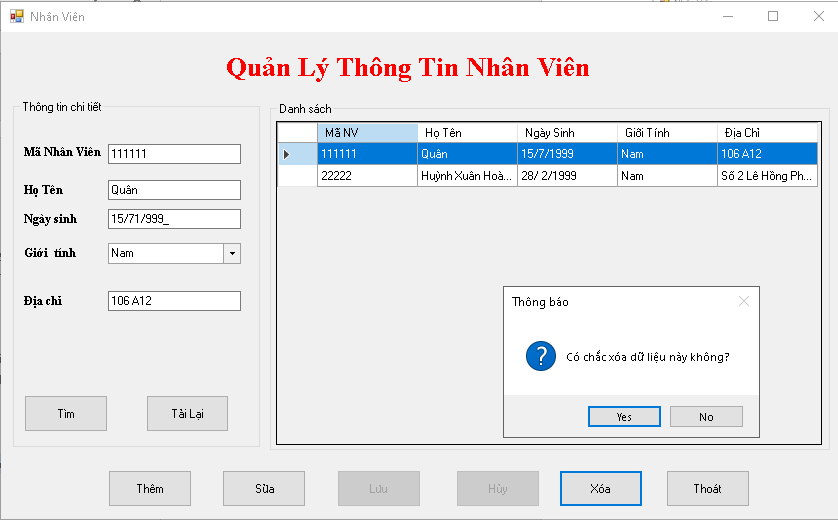 Nhân Viên
Quản Lý Thông Tin Nhân Viên
Thông tin chi tiết
Mã Nhân Viên 111111
Họ Tên Quân
Ngày sinh 15/71/999_
Giới tính Nam
Địa chỉ 106 A12
Tìm Tải Lại
Danh sách
Mã NV Họ Tên Ngày Sinh Giới Tính Địa Chỉ
111111 Quân 15/7/1999 Nam 106 A12
22222 Huỳnh Xuân Hoà... 28/ 2/1999 Nam Số 2 Lê Hồng Ph...
Thông báo
Có chắc xóa dữ liệu này không?
Yes No
Thêm Sửa Lưu Hủy Xóa Thoát